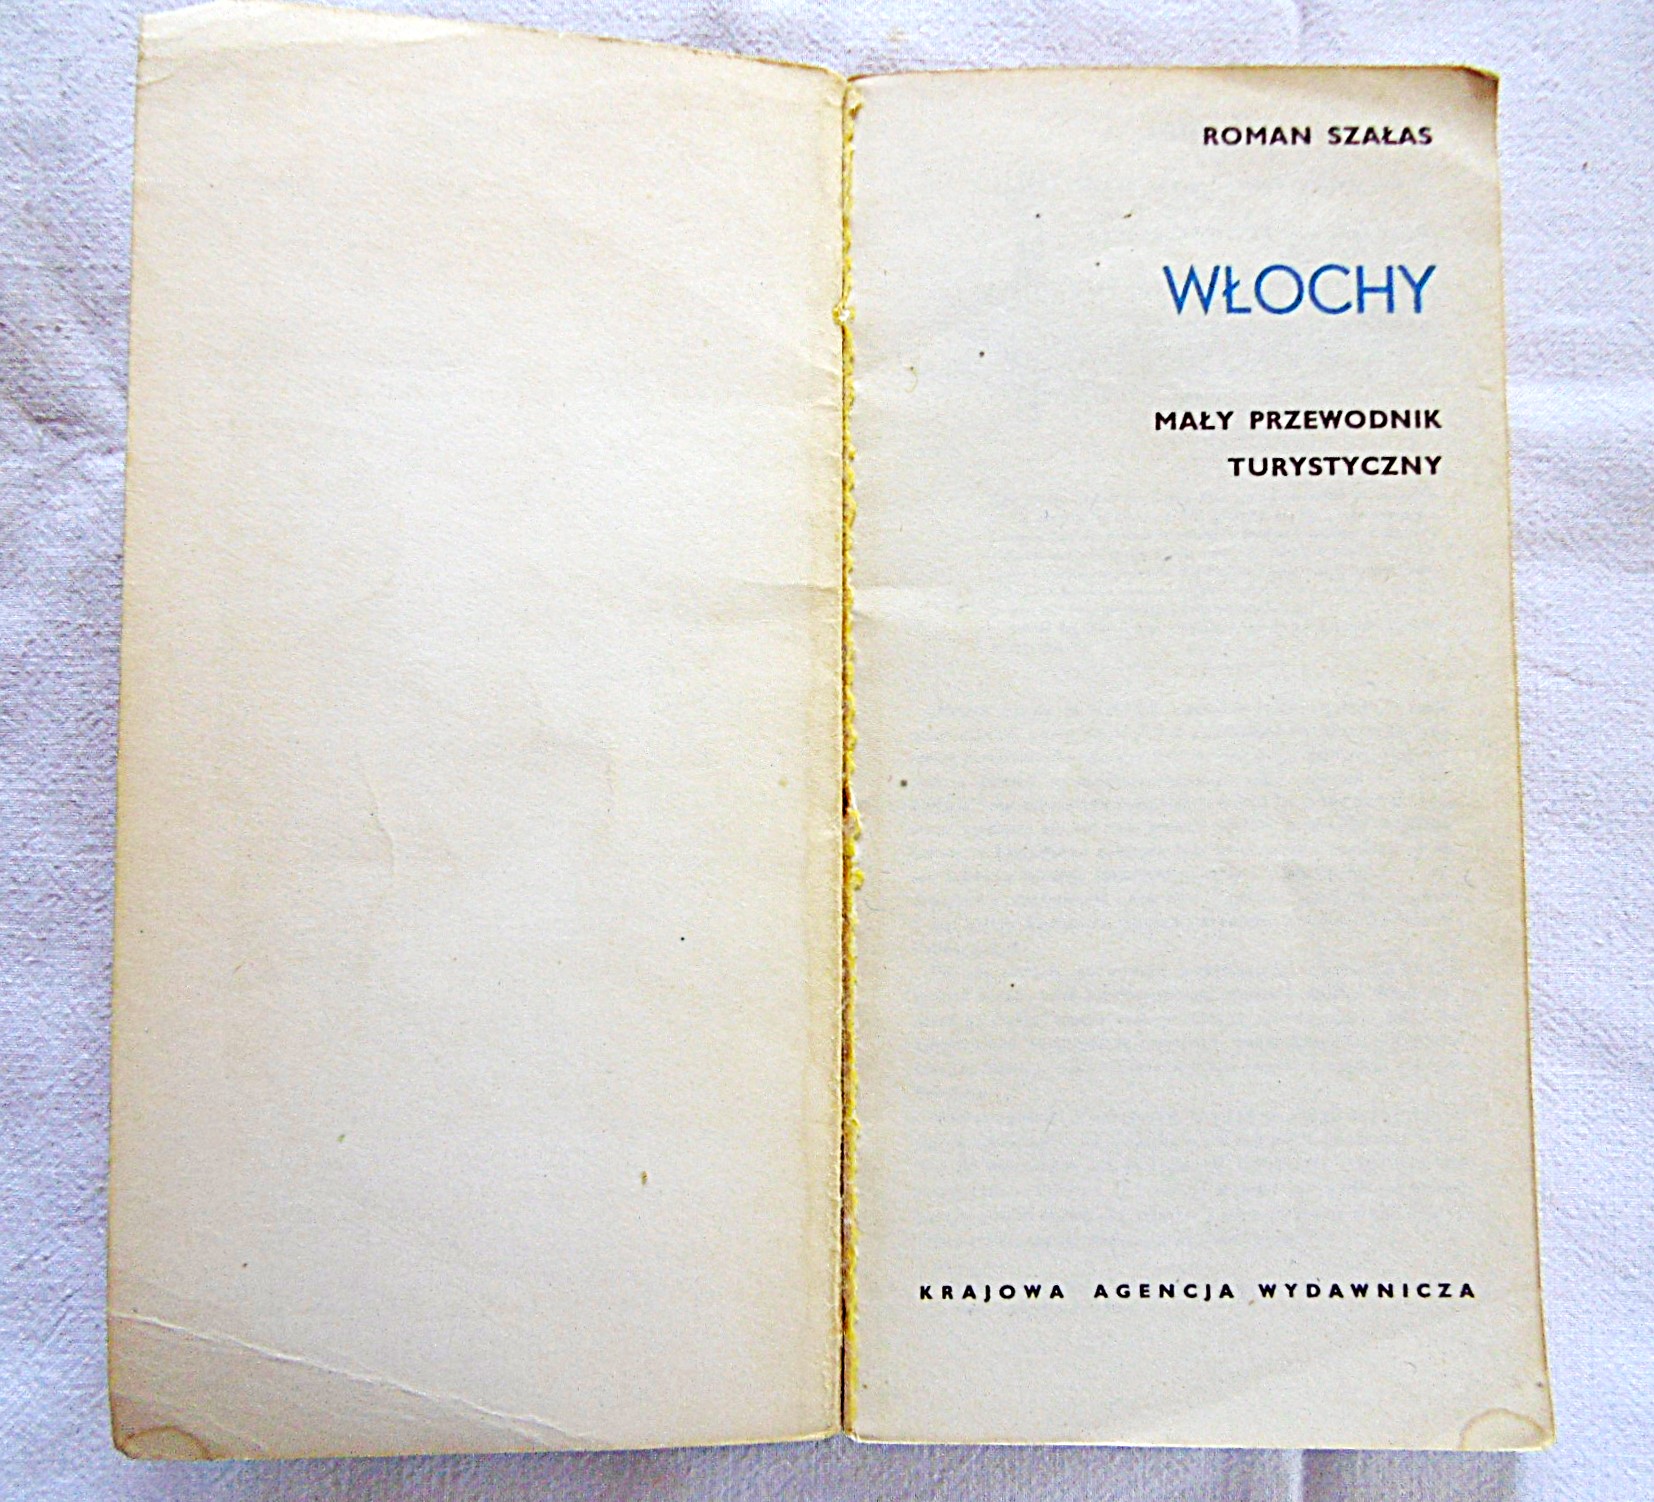 ROMAN SZAŁAS
WŁOCHY
MAŁY PRZEWODNIK
TURYSTYCZNY
KRAJOWA AGENCJA WYDAWNICZA